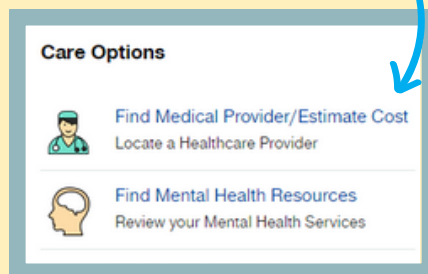 Care Options
Find Medical Provider/Estimate Cost
Locate a Healthcare Provider
Find Mental Health Resources
Review your Mental Health Services